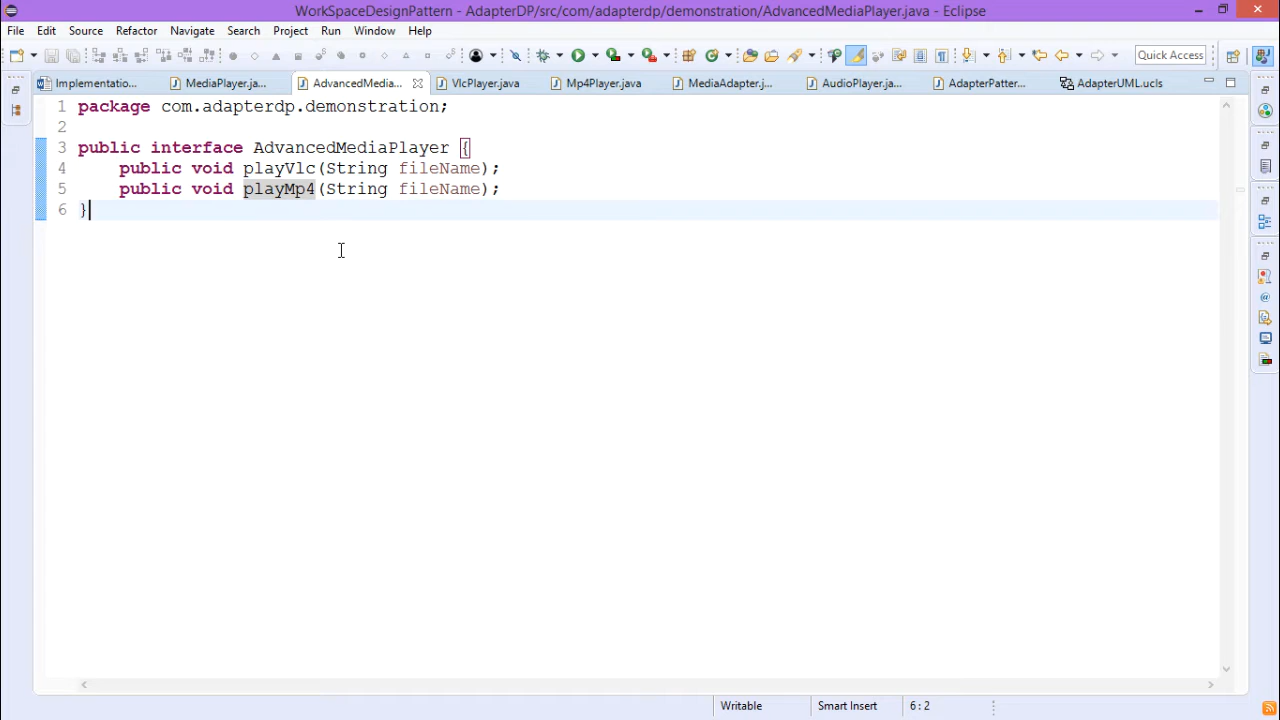 WorkSpaceDesignPattern - AdapterDP/src/com/adapterdp/demonstration/AdvancedMediaPlayer.java - Eclipse
File Edit Source Refactor Navigate Search Project Run Window Help
Quick Access
Implementatio... MediaPlayer.ja... AdvancedMedia... VlcPlayer.java Mp4Player.java MediaAdapter.j... AudioPlayer.ja... AdapterPatter... AdapterUML.ucls
1 package com.adapterdp.demonstration;
2
3 public interface AdvancedMediaPlayer {
4 public void playVlc(String fileName);
5 public void playMp4(String fileName);
6 }
Writable Smart Insert 6 : 2